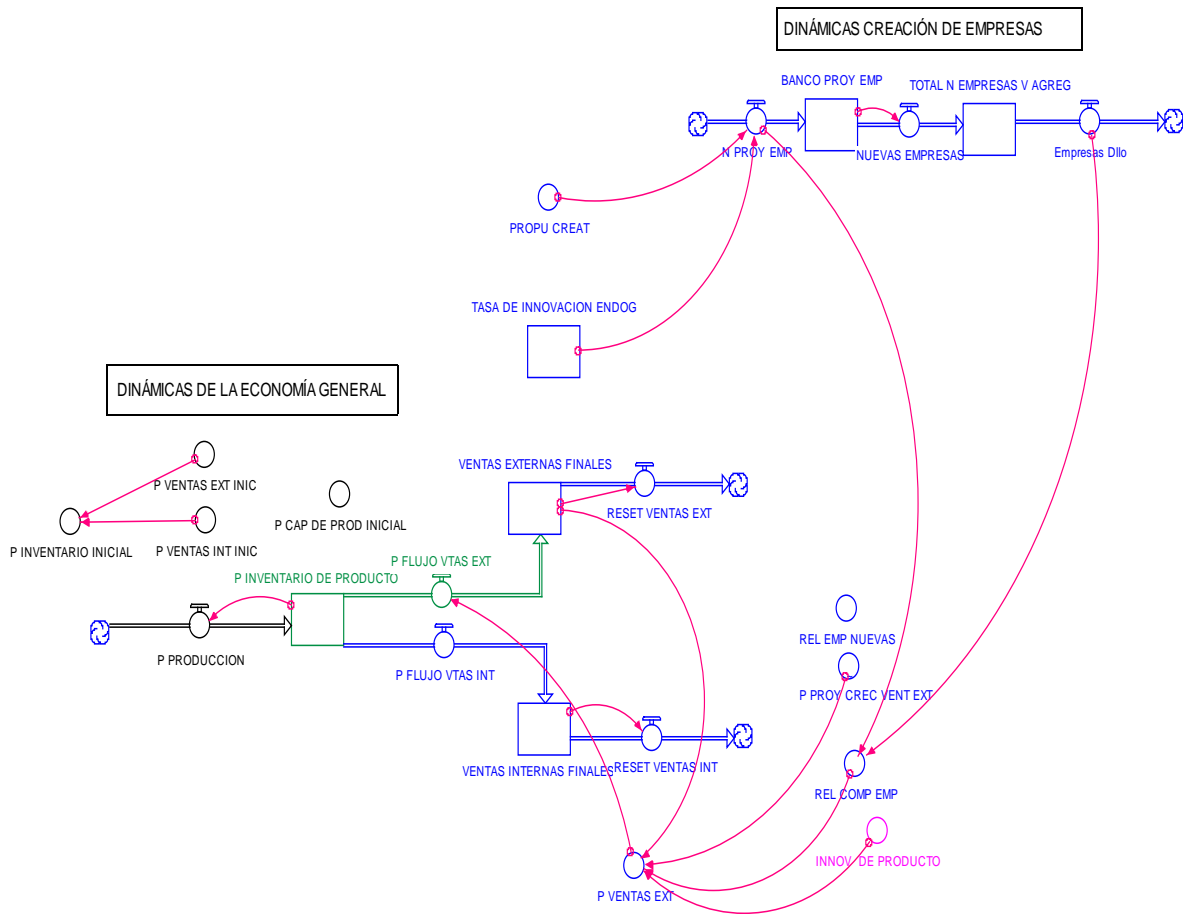 DINÁMICAS CREACIÓN DE EMPRESAS
BANCO PROY EMP
TOTAL N EMPRESAS V AGREG
N PROY EMP
NUEVAS EMPRESAS
Empresas Dllo
PROPU CREAT
TASA DE INNOVACION ENDOG
DINÁMICAS DE LA ECONOMÍA GENERAL
P VENTAS EXT INIC
P CAP DE PROD INICIAL
P INVENTARIO INICIAL
P VENTAS INT INIC
VENTAS EXTERNAS FINALES
RESET VENTAS EXT
P FLUJO VTAS EXT
P INVENTARIO DE PRODUCTO
P PRODUCCION
P FLUJO VTAS INT
REL EMP NUEVAS
P PROY CREC VENT EXT
VENTAS INTERNAS FINALES
RESET VENTAS INT
REL COMP EMP
INNOV. DE PRODUCTO
P VENTAS EXT